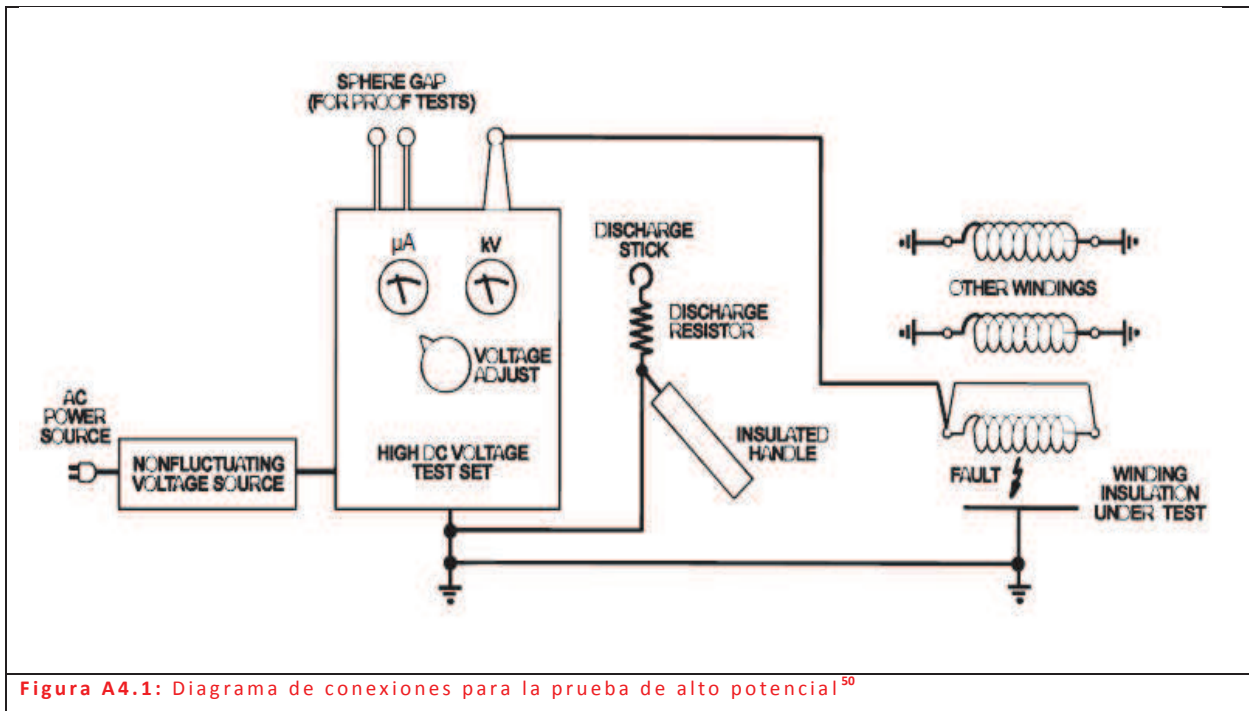 SPHERE GAP
(FOR PROOF TESTS)
µA
kV
VOLTAGE
ADJUST
HIGH DC VOLTAGE
TEST SET
AC
POWER
SOURCE
NONFLUCTUATING
VOLTAGE SOURCE
DISCHARGE
STICK
DISCHARGE
RESISTOR
INSULATED
HANDLE
OTHER WINDINGS
FAULT
WINDING
INSULATION
UNDER TEST
Figura A4.1: Diagrama de conexiones para la prueba de alto potencial 50